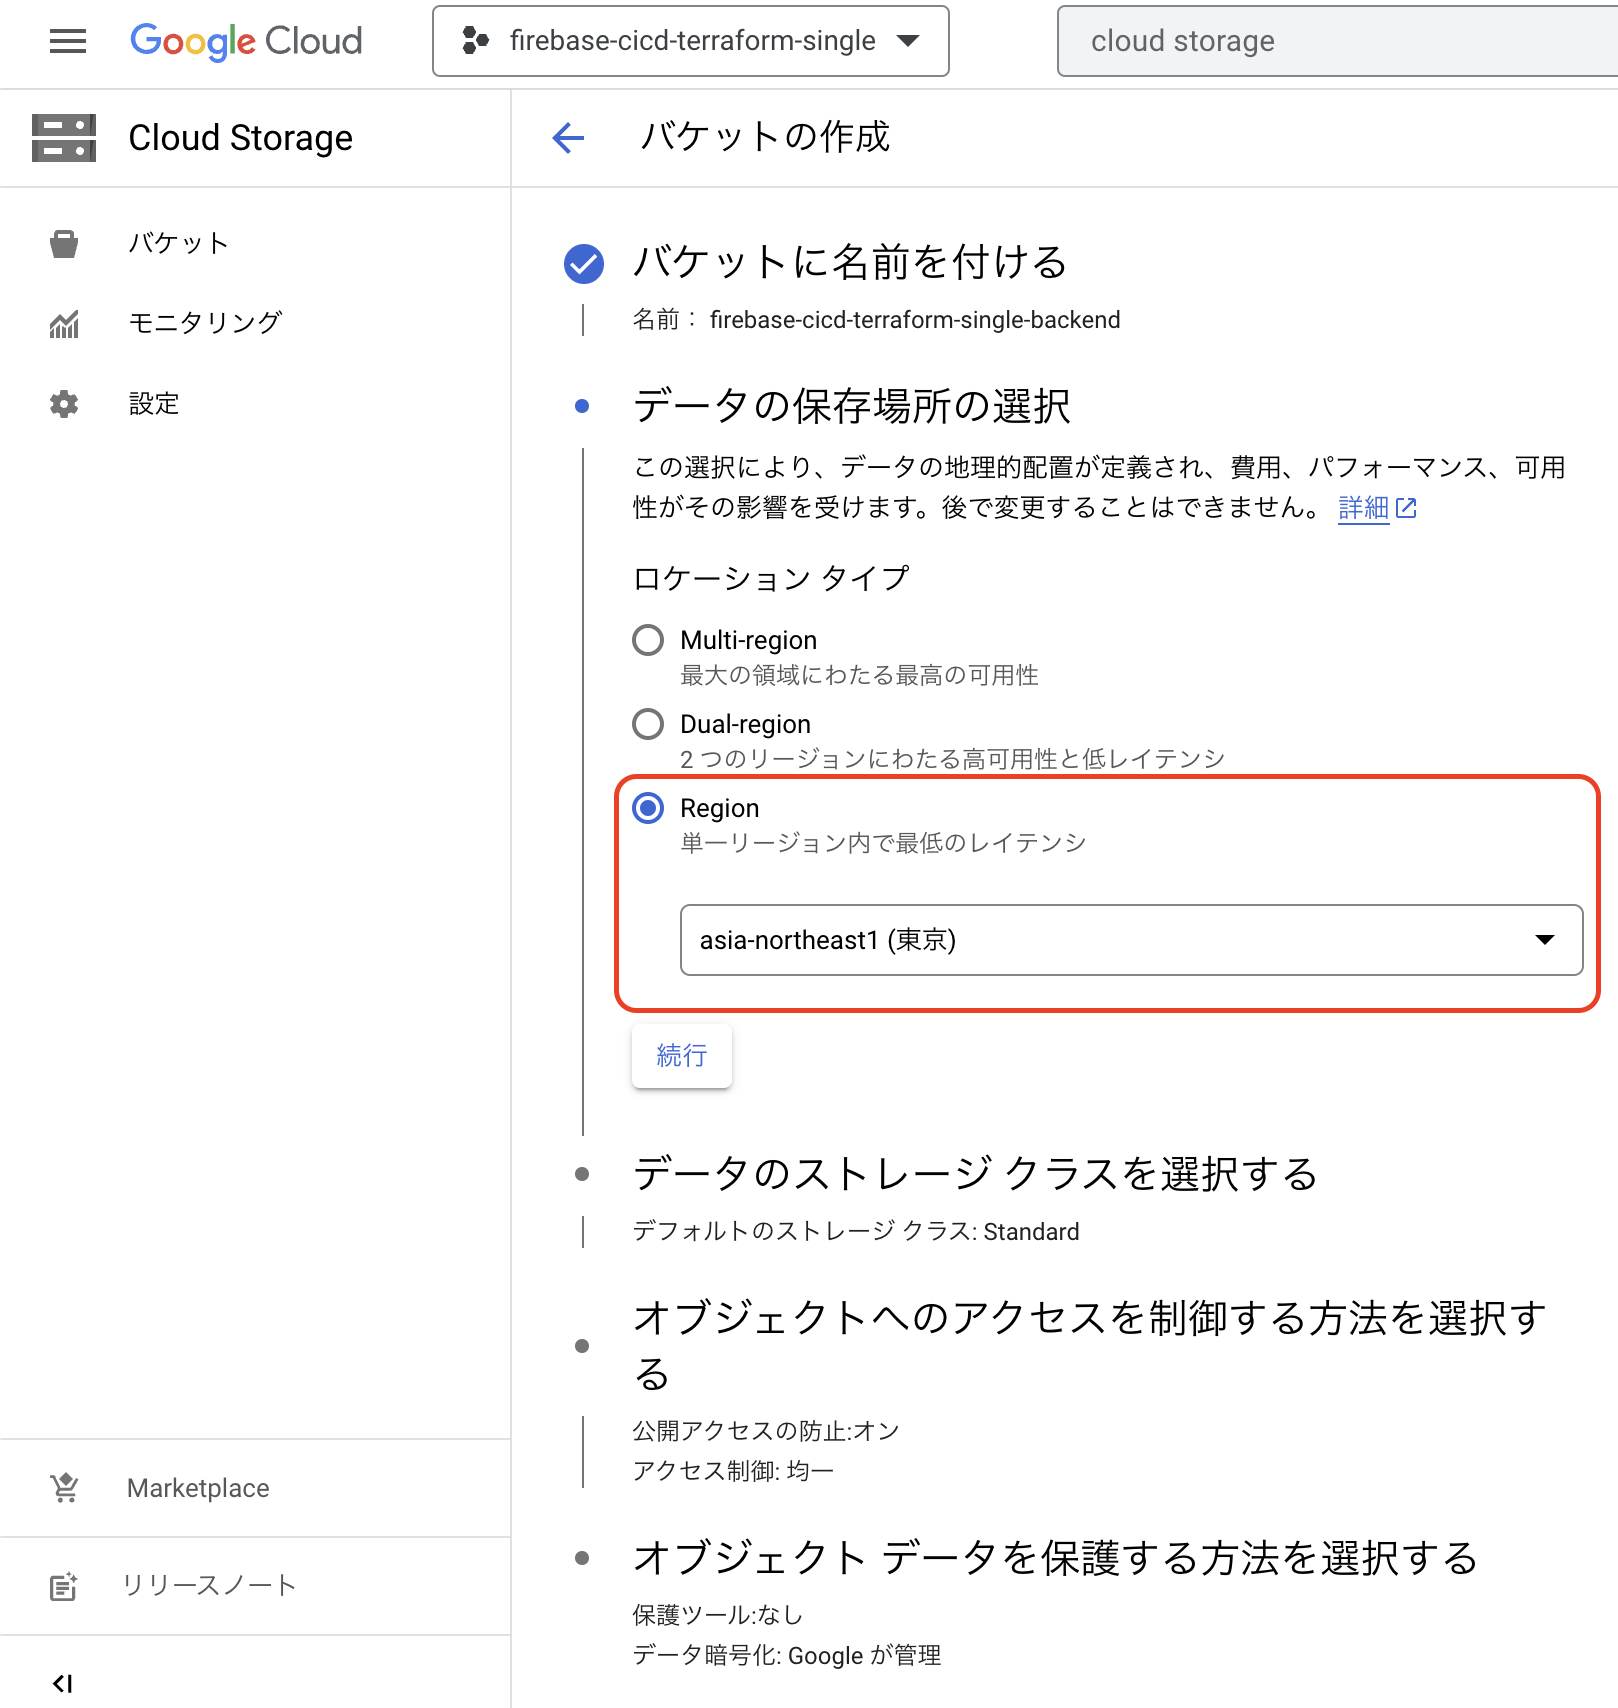 Google Cloud
firebase-cicd-terraform-single
cloud storage
Cloud Storage
バケットの作成
バケット
モニタリング
設定
バケットに名前を付ける
名前： firebase-cicd-terraform-single-backend
データの保存場所の選択
この選択により、データの地理的配置が定義され、費用、パフォーマンス、可用
性がその影響を受けます。後で変更することはできません。 詳細
ロケーション タイプ
Multi-region
最大の領域にわたる最高の可用性
Dual-region
2 つのリージョンにわたる高可用性と低レイテンシ
Region
単一リージョン内で最低のレイテンシ
asia-northeast1 (東京)
続行
データのストレージ クラスを選択する
デフォルトのストレージ クラス: Standard
オブジェクトへのアクセスを制御する方法を選択す
る
公開アクセスの防止:オン
アクセス制御: 均一
オブジェクト データを保護する方法を選択する
保護ツール:なし
データ暗号化: Google が管理
Marketplace
リリースノート